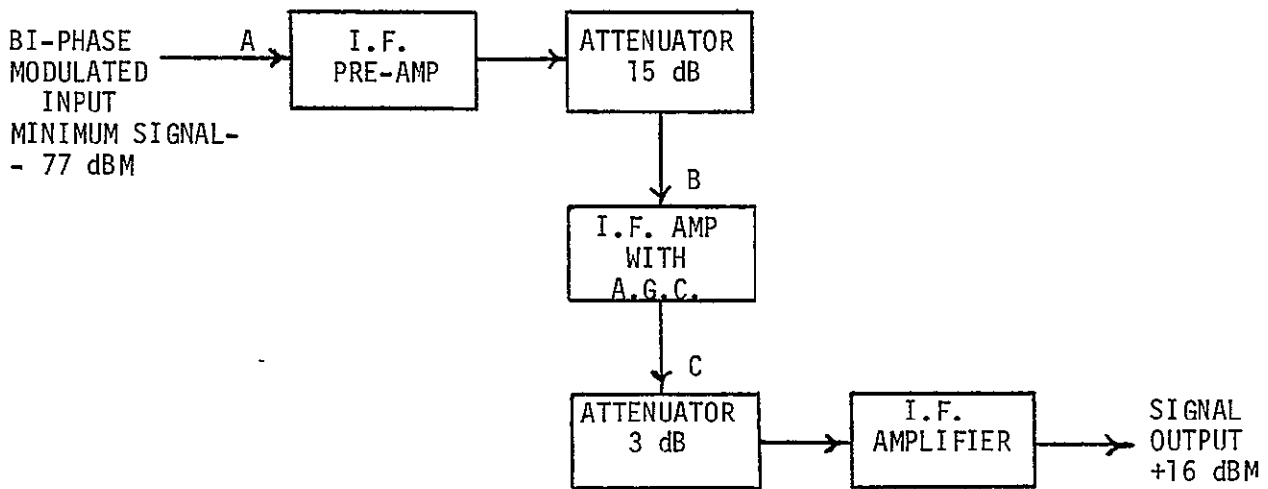 BI-PHASE
MODULATED
INPUT
MINIMUM SIGNAL-
- 77 dBM
A
I.F.
PRE-AMP
ATTENUATOR
15 dB
B
I.F. AMP
WITH
A.G.C.
C
ATTENUATOR
3 dB
I.F.
AMPLIFIER
SIGNAL
OUTPUT
+16 dBM